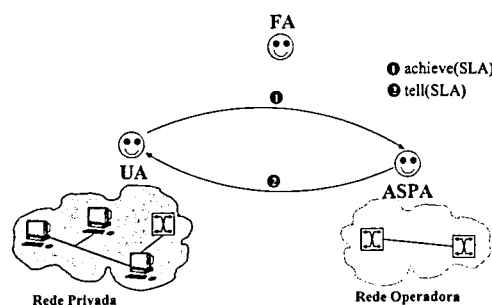 FA
❶ achieve(SLA)
❷ tell(SLA)
❶
UA
ASPA
❷
Rede Privada
Rede Operadora